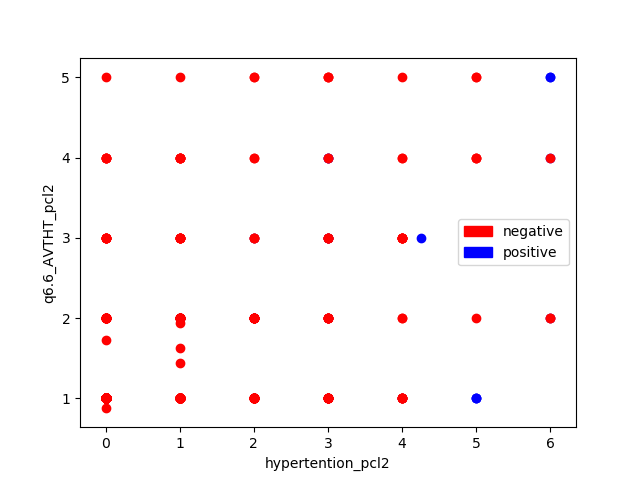 5
4
3
2
1
q6.6_AVTHT_pcl2
negative
positive
0 1 2 3 4 5 6
hypertention_pcl2